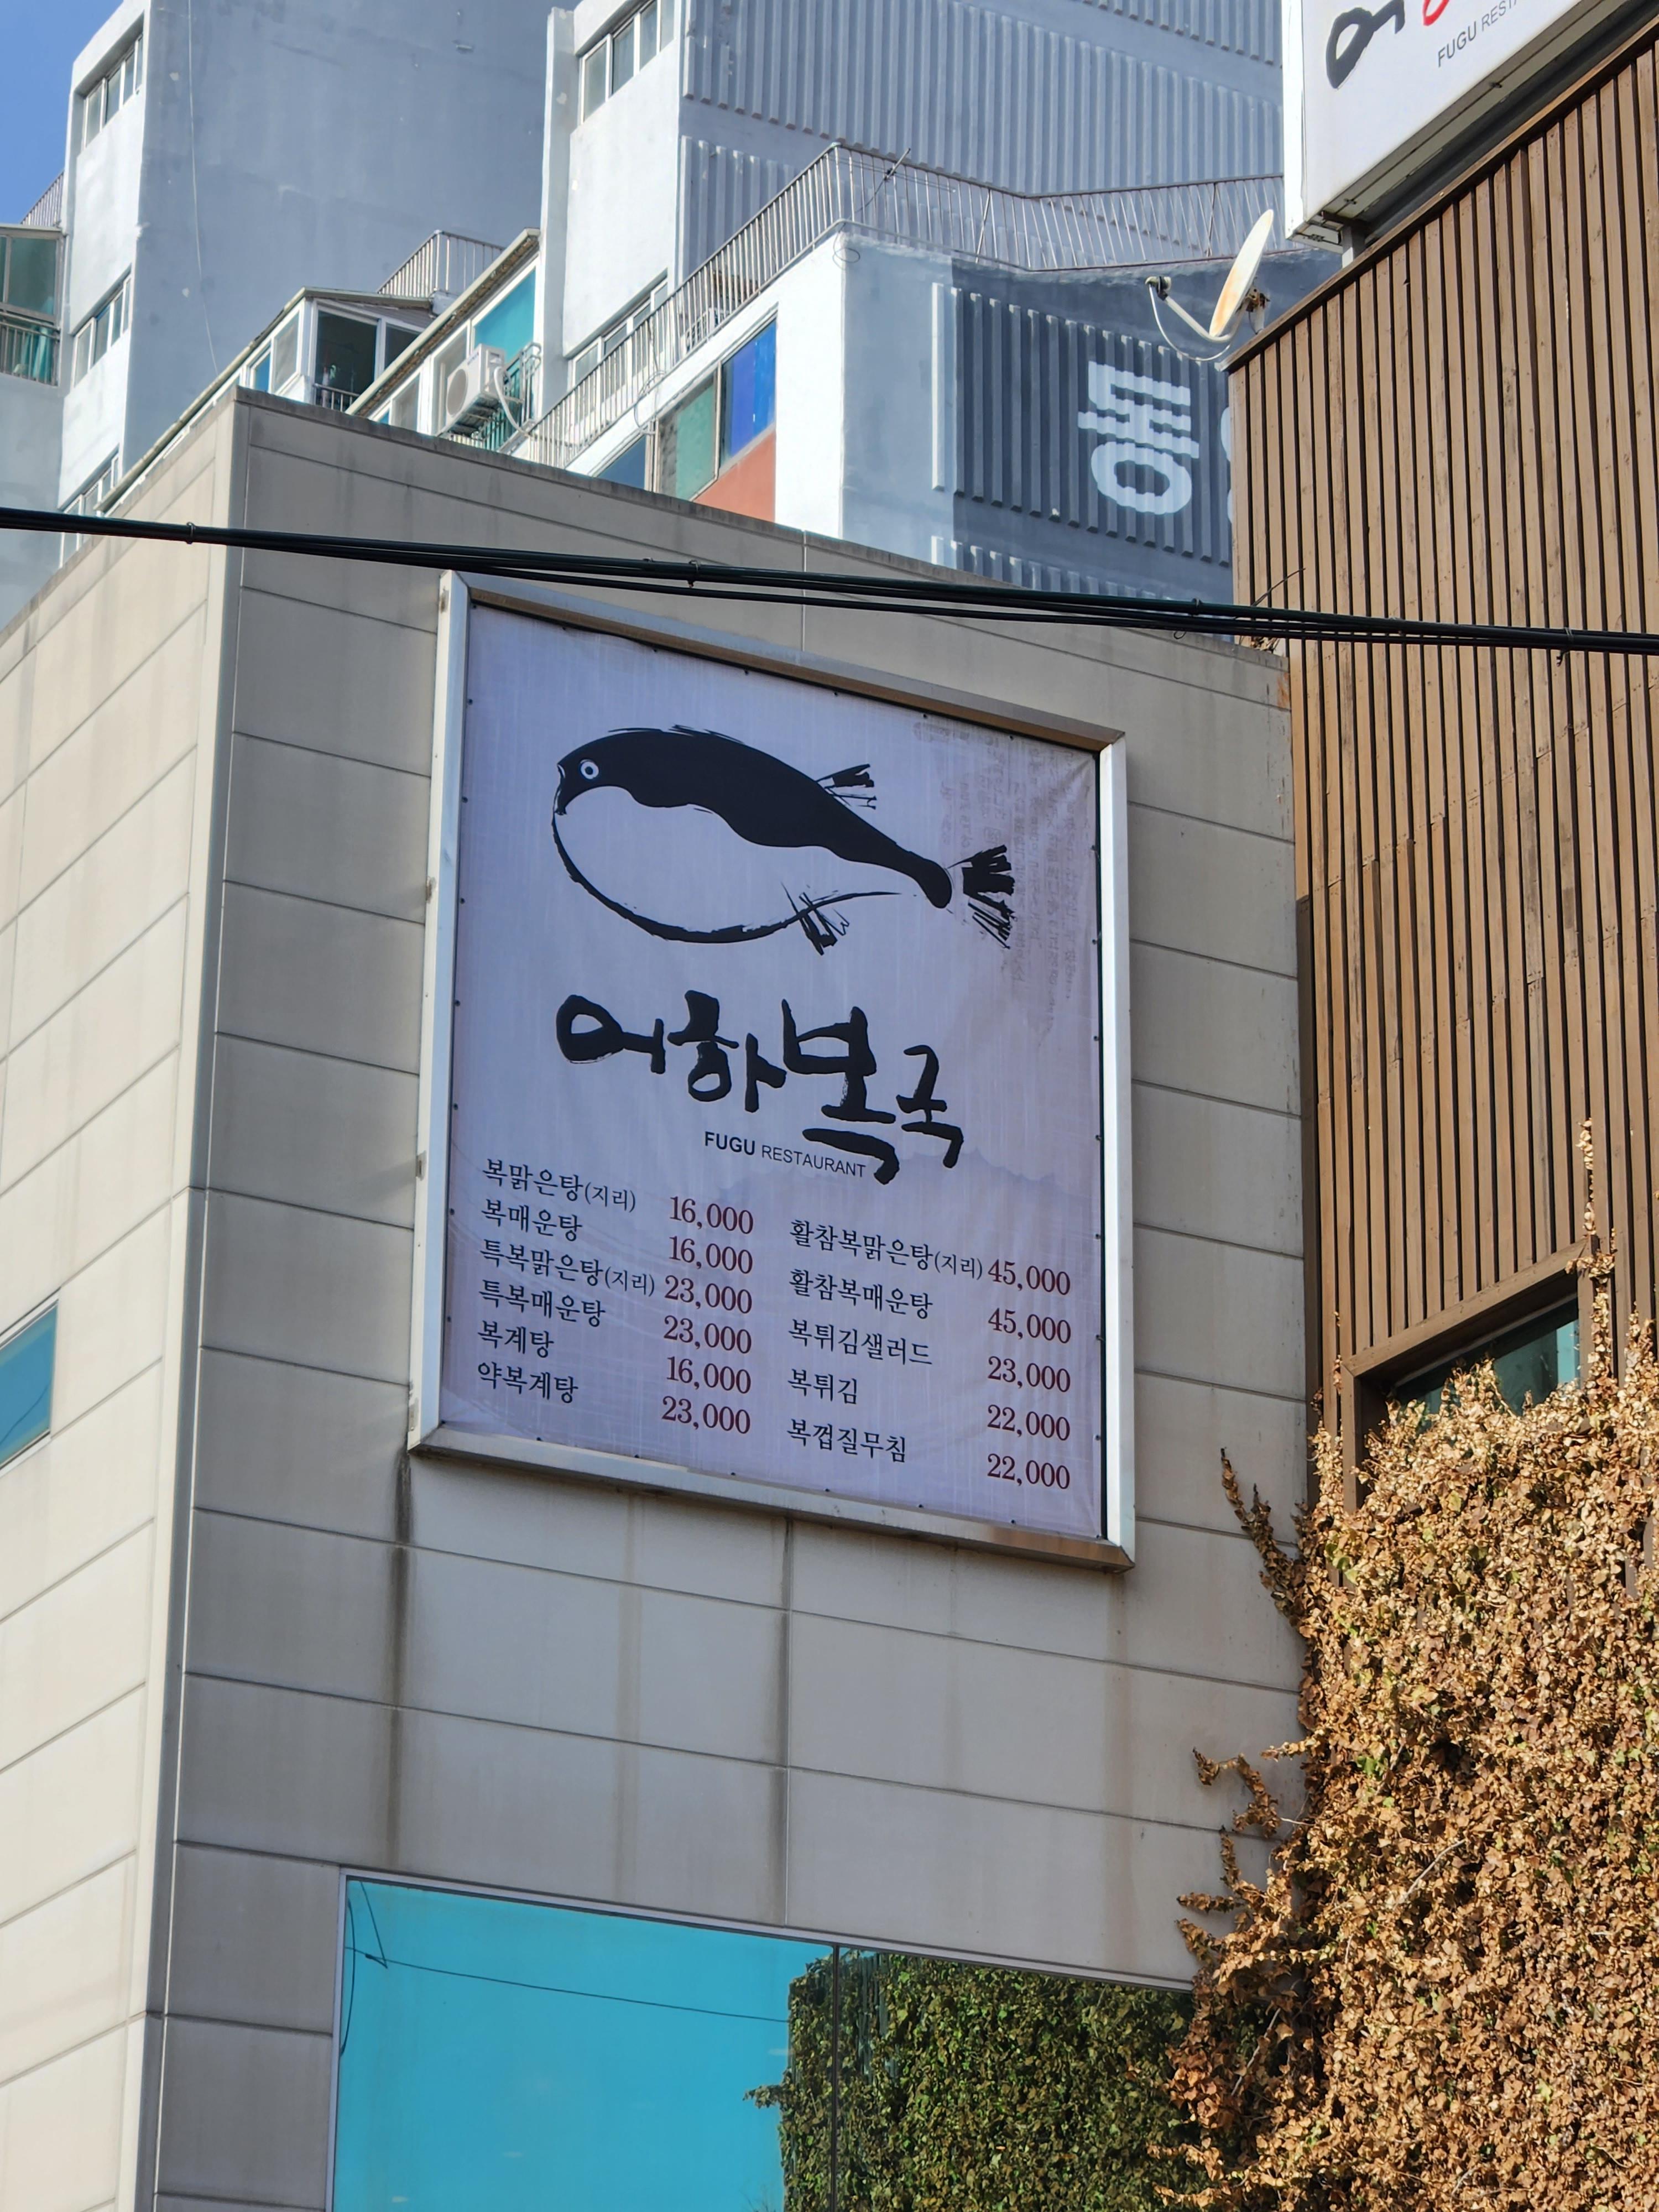 어
FUGU
동
어하복국
FUGU RESTAURANT
복맑은탕(지리) 16,000
복매운탕 16,000
특복맑은탕(지리) 23,000
특복매운탕 23,000
복계탕 16,000
약복계탕 23,000
활참복맑은탕(지리) 45,000
활참복매운탕 45,000
복튀김샐러드 23,000
복튀김 22,000
복껍질무침 22,000